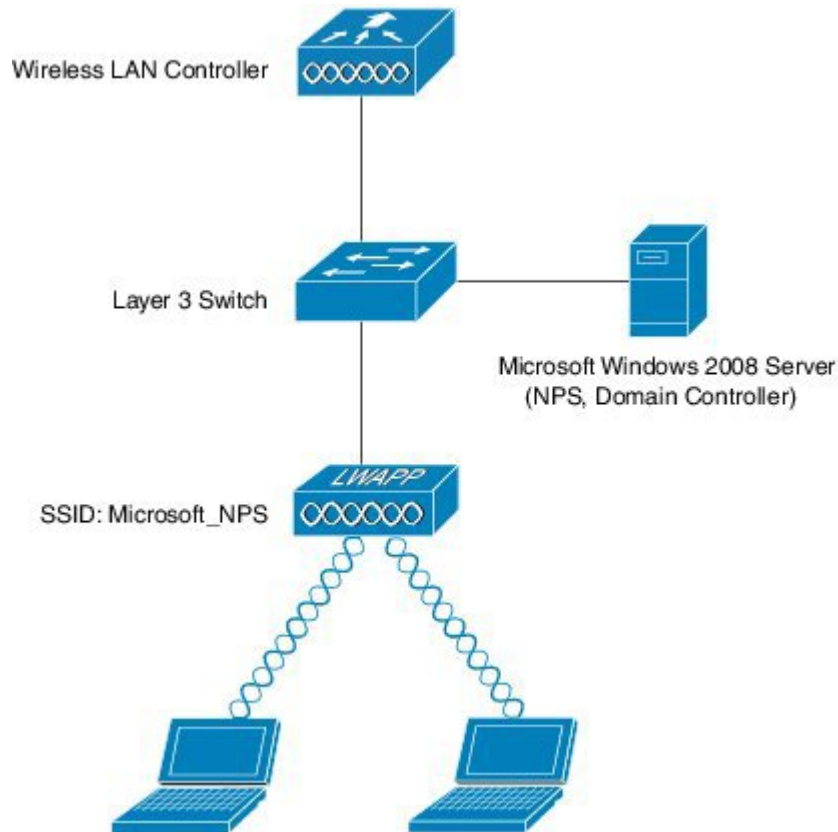 Wireless LAN Controller
Layer 3 Switch
Microsoft Windows 2008 Server
(NPS, Domain Controller)
LWAPP
SSID: Microsoft_NPS